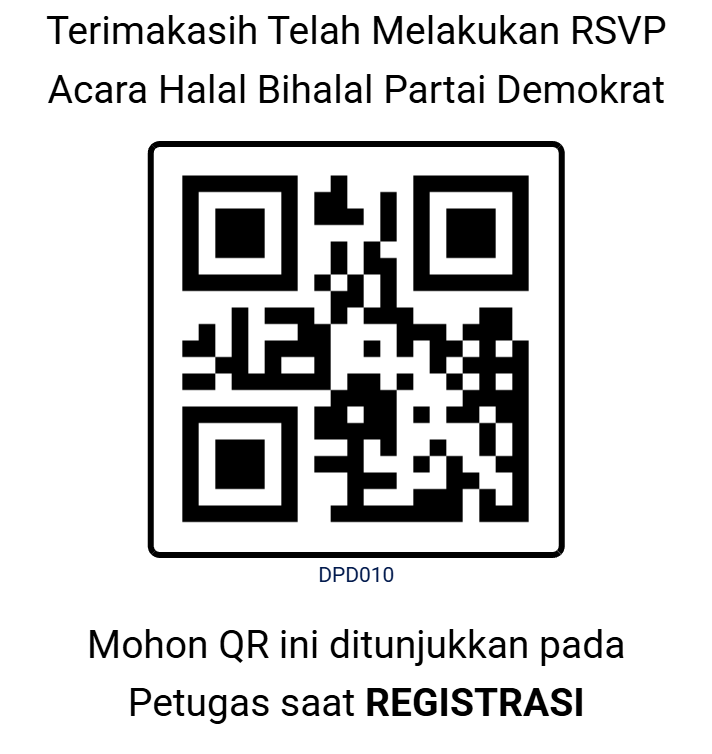 Terimakasih Telah Melakukan RSVP
Acara Halal Bihalal Partai Demokrat
DPD010
Mohon QR ini ditunjukkan pada
Petugas saat REGISTRASI